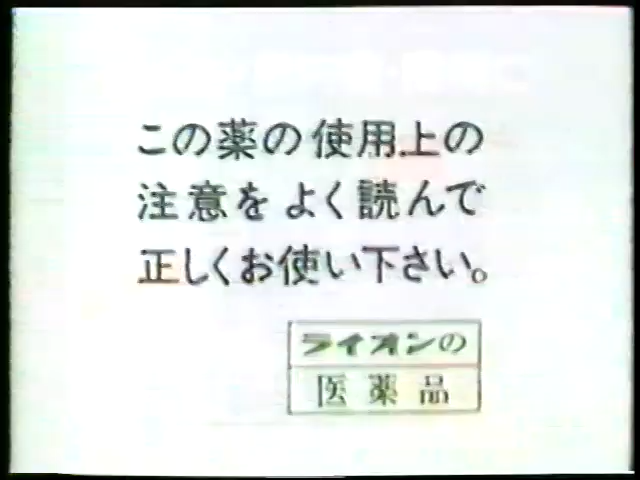 この薬の使用上の
注意をよく読んで
正しくお使い下さい。
ライオンの
医薬品